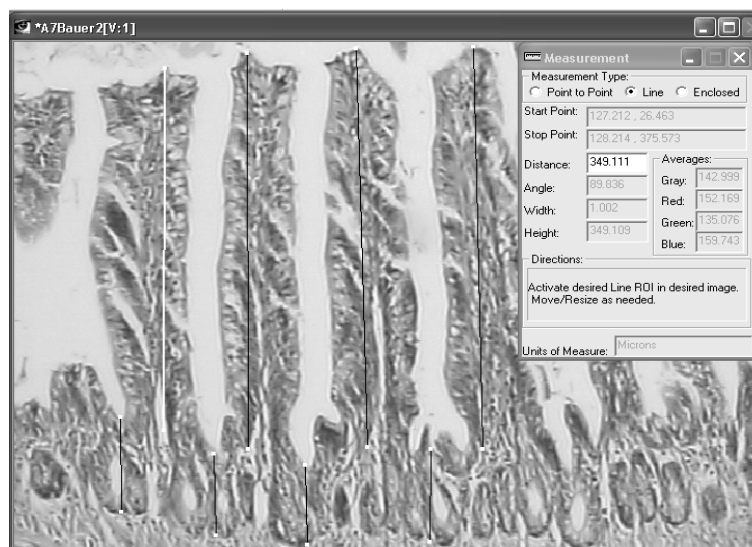 *A7Bauer2[V:1]
Measurement
Measurement Type:
Point to Point Line Enclosed
Start Point: 127.212 , 26.463
Stop Point: 128.214 , 375.573
Distance: 349.111
Angle: 89.836
Width: 1.002
Height: 349.109
Averages:
Gray: 142.999
Red: 152.169
Green: 135.076
Blue: 159.743
Directions:
Activate desired Line ROI in desired image.
Move/Resize as needed.
Units of Measure: Microns